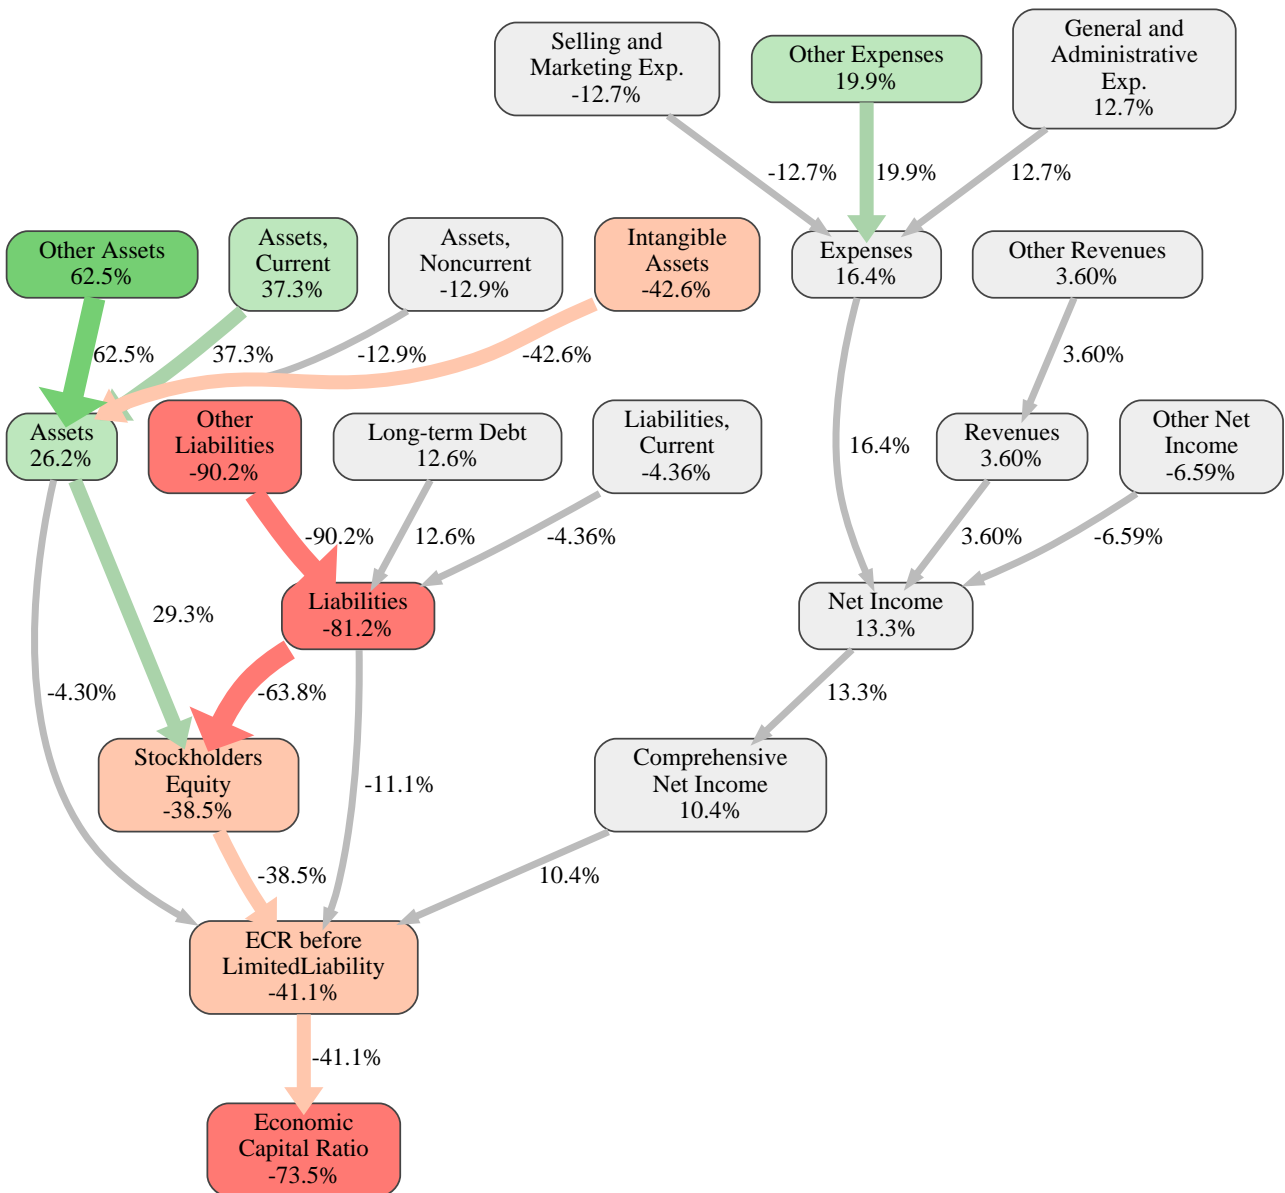 Selling and
Marketing Exp.
-12.7%
Other Expenses
19.9%
General and
Administrative
Exp.
12.7%
-12.7%
19.9%
12.7%
Other Assets
62.5%
Assets,
Current
37.3%
Assets,
Noncurrent
-12.9%
Intangible
Assets
-42.6%
Expenses
16.4%
Other Revenues
3.60%
62.5%
37.3%
-12.9%
-42.6%
3.60%
Assets
26.2%
Other
Liabilities
-90.2%
Long-term Debt
12.6%
Liabilities,
Current
-4.36%
16.4%
Revenues
3.60%
Other Net
Income
-6.59%
-90.2%
12.6%
-4.36%
3.60%
-6.59%
29.3%
Liabilities
-81.2%
Net Income
13.3%
-4.30%
-63.8%
13.3%
Stockholders
Equity
-38.5%
-11.1%
Comprehensive
Net Income
10.4%
-38.5%
10.4%
ECR before
LimitedLiability
-41.1%
-41.1%
Economic
Capital Ratio
-73.5%